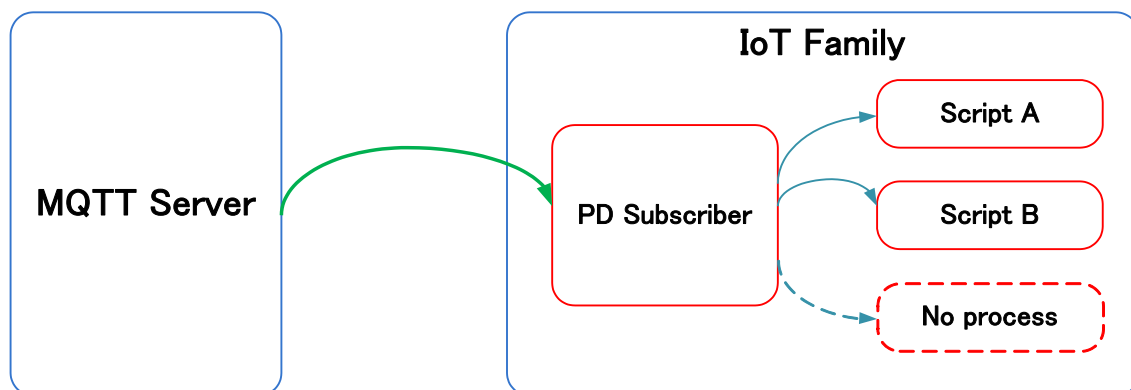 IoT Family
MQTT Server
PD Subscriber
Script A
Script B
No process